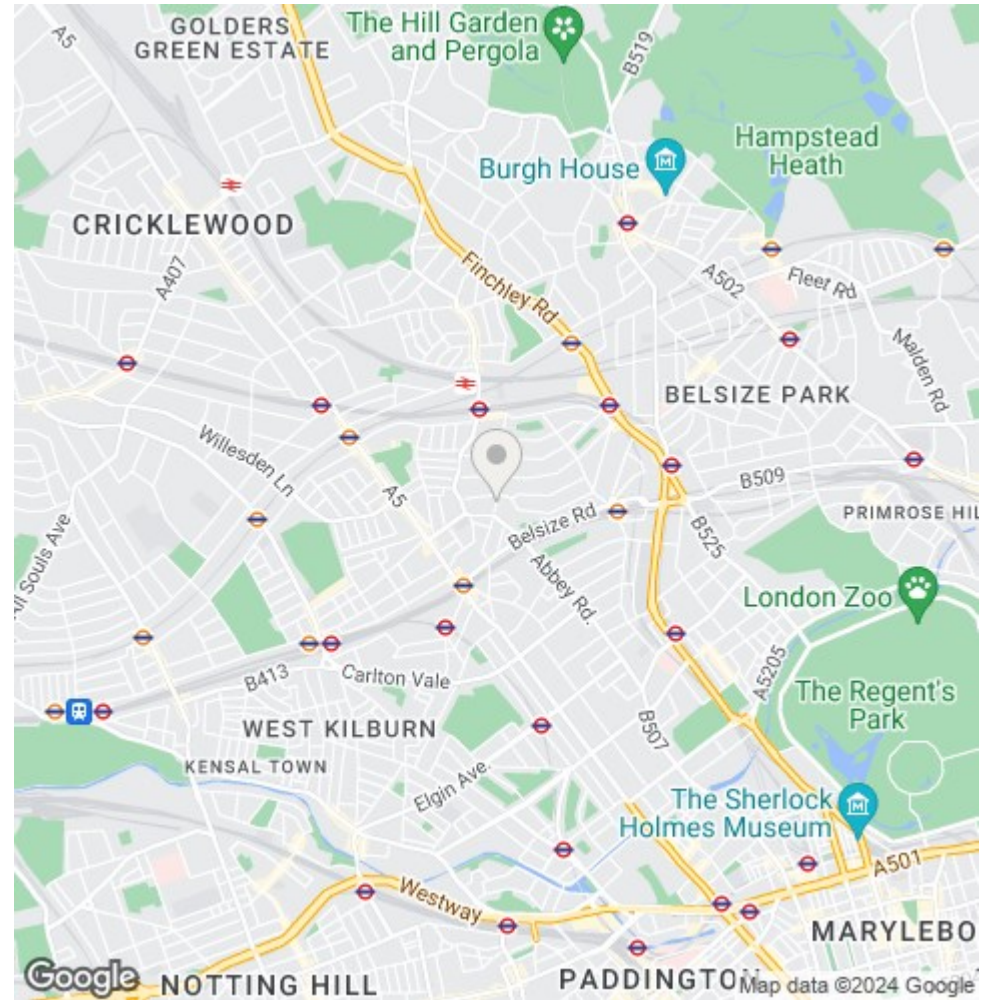 GOLDERS
GREEN ESTATE
A5
The Hill Garden
and Pergola
B519
Burgh House
Hampstead
Heath
CRICKLEWOOD
A407
Finchley Rd
A502
Fleet Rd
Malden Rd
BELSIZE PARK
Willesden Ln
A5
B509
Belsize Rd
B525
PRIMROSE HIL
All Souls Ave
Abbey Rd.
London Zoo
A5205
B413
Carlton Vale
The Regent's
Park
WEST KILBURN
B507
KENSAL TOWN
Elgin Ave.
The Sherlock
Holmes Museum
A501
Westway
MARYLEBO
Google
NOTTING HILL
PADDINGTON
Map data ©2024 Google